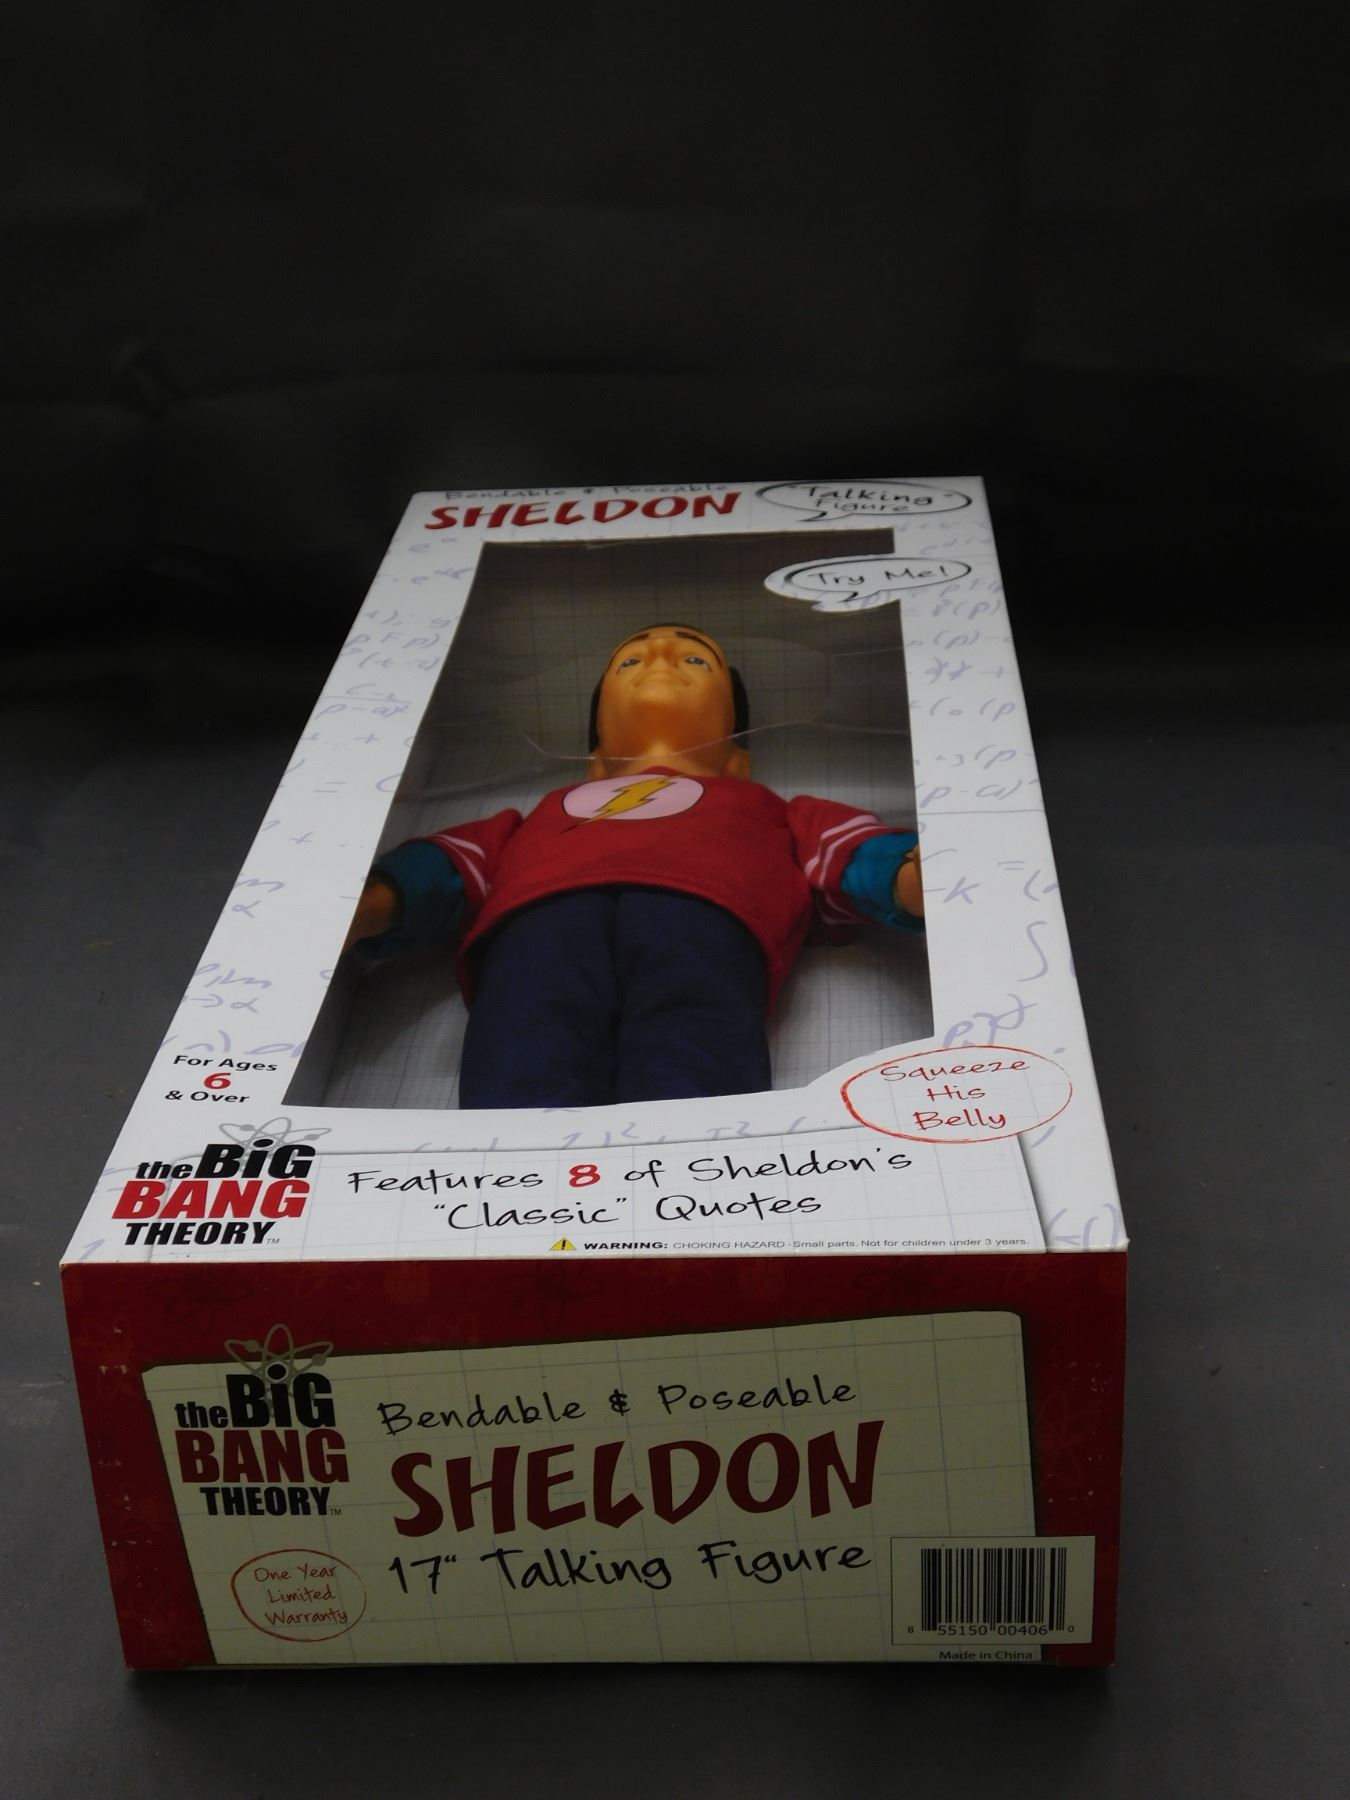 Bendable & Poseable
SHELDON
"Talking"
Figure
Try Me!
For Ages
6
& Over
Squeeze
His
Belly
the BiG
BANG
THEORY™
Features 8 of Sheldon's
"Classic" Quotes
WARNING: CHOKING HAZARD - Small parts. Not for children under 3 years.
the BiG
BANG
THEORY™
Bendable & Poseable
SHELDON
17" Talking Figure
One Year
Limited
Warranty
8 55150 00406 0
Made in China